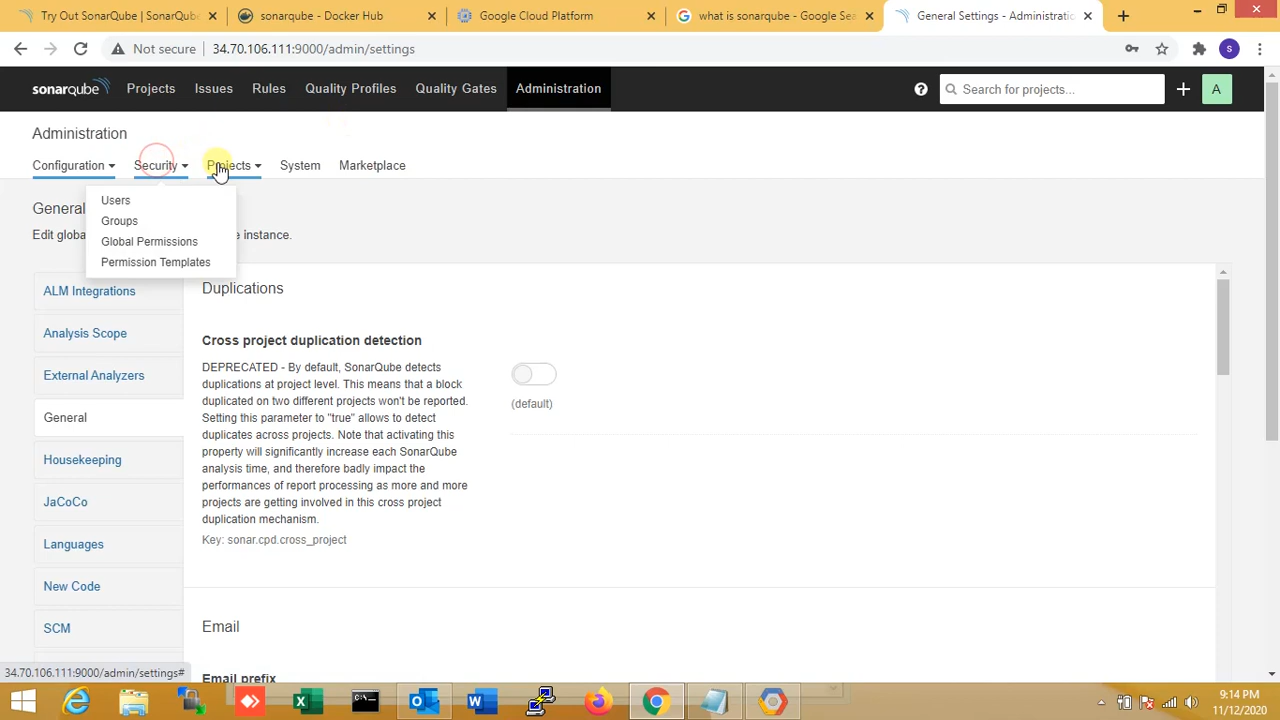 Try Out SonarQube | SonarQube
sonarqube - Docker Hub
Google Cloud Platform
what is sonarqube - Google Sea
General Settings - Administratio
Not secure
34.70.106.111:9000/admin/settings
S
sonarqube
Projects
Issues
Rules
Quality Profiles
Quality Gates
Administration
Search for projects...
A
Administration
Configuration
Security
Projects
System
Marketplace
Users
Groups
Global Permissions
Permission Templates
General
Edit globa
e instance.
ALM Integrations
Analysis Scope
External Analyzers
General
Housekeeping
JaCoCo
Languages
New Code
SCM
Duplications
Cross project duplication detection
DEPRECATED - By default, SonarQube detects
duplications at project level. This means that a block
duplicated on two different projects won't be reported.
Setting this parameter to "true" allows to detect
duplicates across projects. Note that activating this
property will significantly increase each SonarQube
analysis time, and therefore badly impact the
performances of report processing as more and more
projects are getting involved in this cross project
duplication mechanism.
Key: sonar.cpd.cross_project
(default)
Email
Email prefix
34.70.106.111:9000/admin/settings#
9:14 PM
11/12/2020